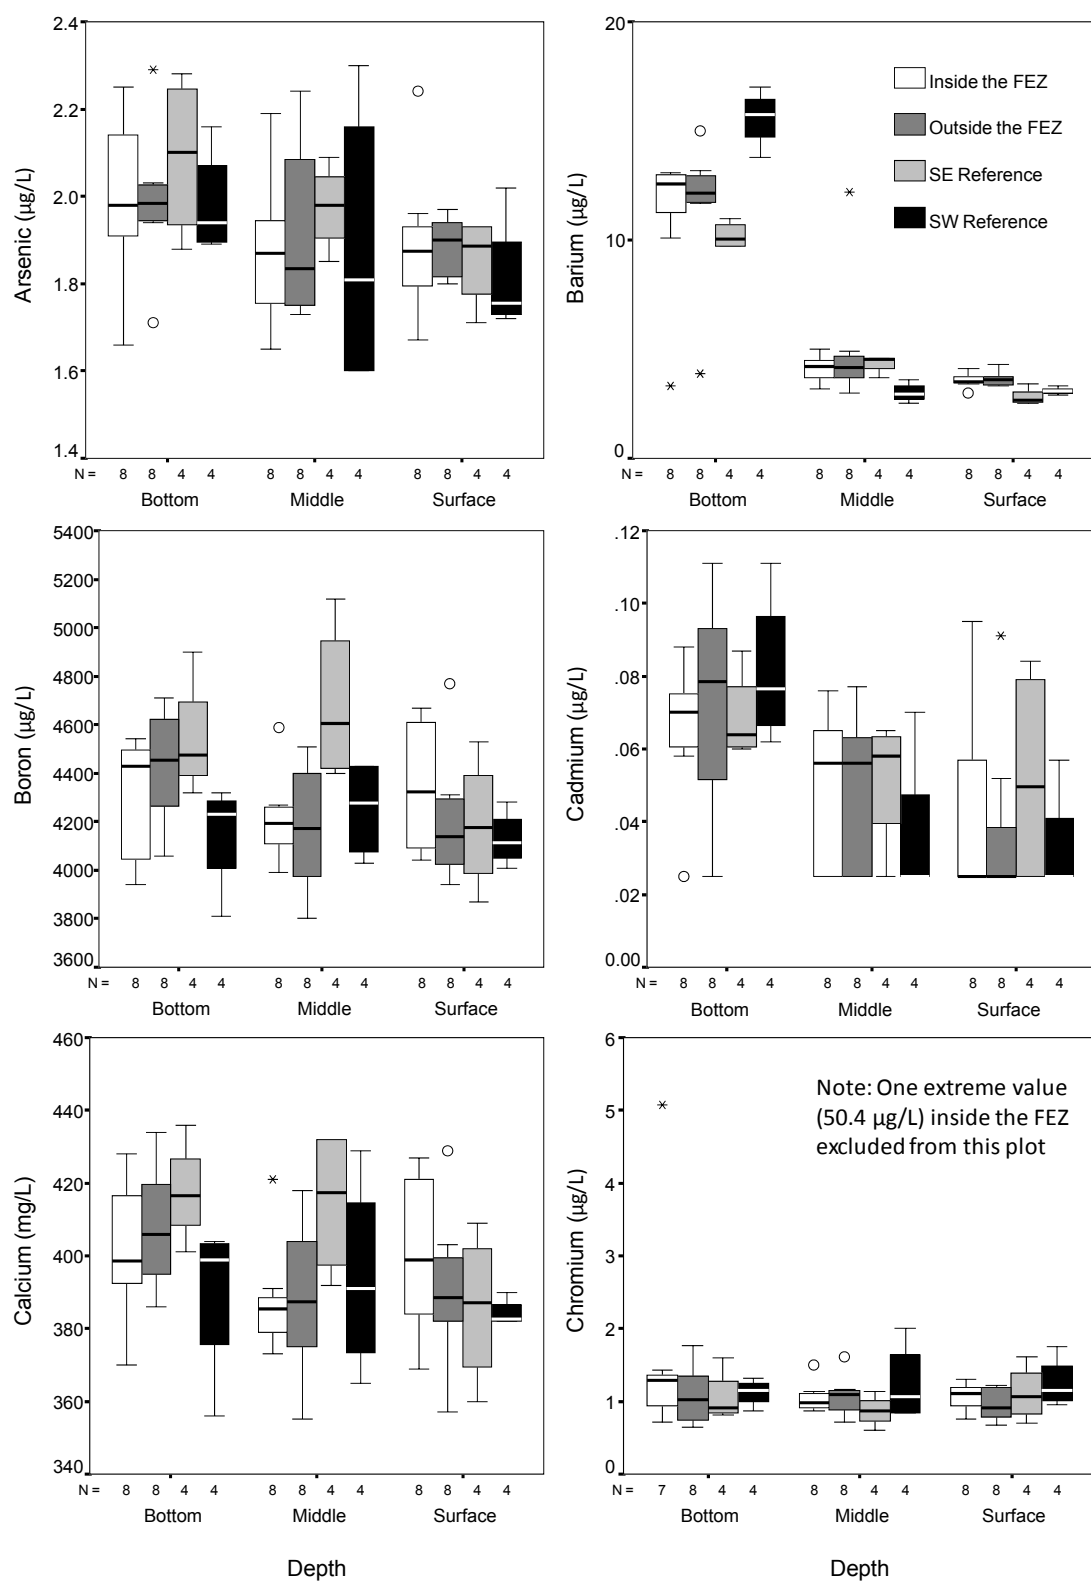 2.4
2.2
2.0
1.8
1.6
1.4
Arsenic (µg/L)
N = 8 8 4 4 8 8 4 4 8 8 4 4
Bottom Middle Surface
20
10
0
Barium (µg/L)
Inside the FEZ
Outside the FEZ
SE Reference
SW Reference
N = 8 8 4 4 8 8 4 4 8 8 4 4
Bottom Middle Surface
5400
5200
5000
4800
4600
4400
4200
4000
3800
3600
Boron (µg/L)
N = 8 8 4 4 8 8 4 4 8 8 4 4
Bottom Middle Surface
.12
.10
.08
.06
.04
.02
0.00
Cadmium (µg/L)
N = 8 8 4 4 8 8 4 4 8 8 4 4
Bottom Middle Surface
460
440
420
400
380
360
340
Calcium (mg/L)
N = 8 8 4 4 8 8 4 4 8 8 4 4
Bottom Middle Surface
Depth
6
5
4
3
2
1
0
Chromium (µg/L)
Note: One extreme value
(50.4 µg/L) inside the FEZ
excluded from this plot
N = 7 8 4 4 8 8 4 4 8 8 4 4
Bottom Middle Surface
Depth